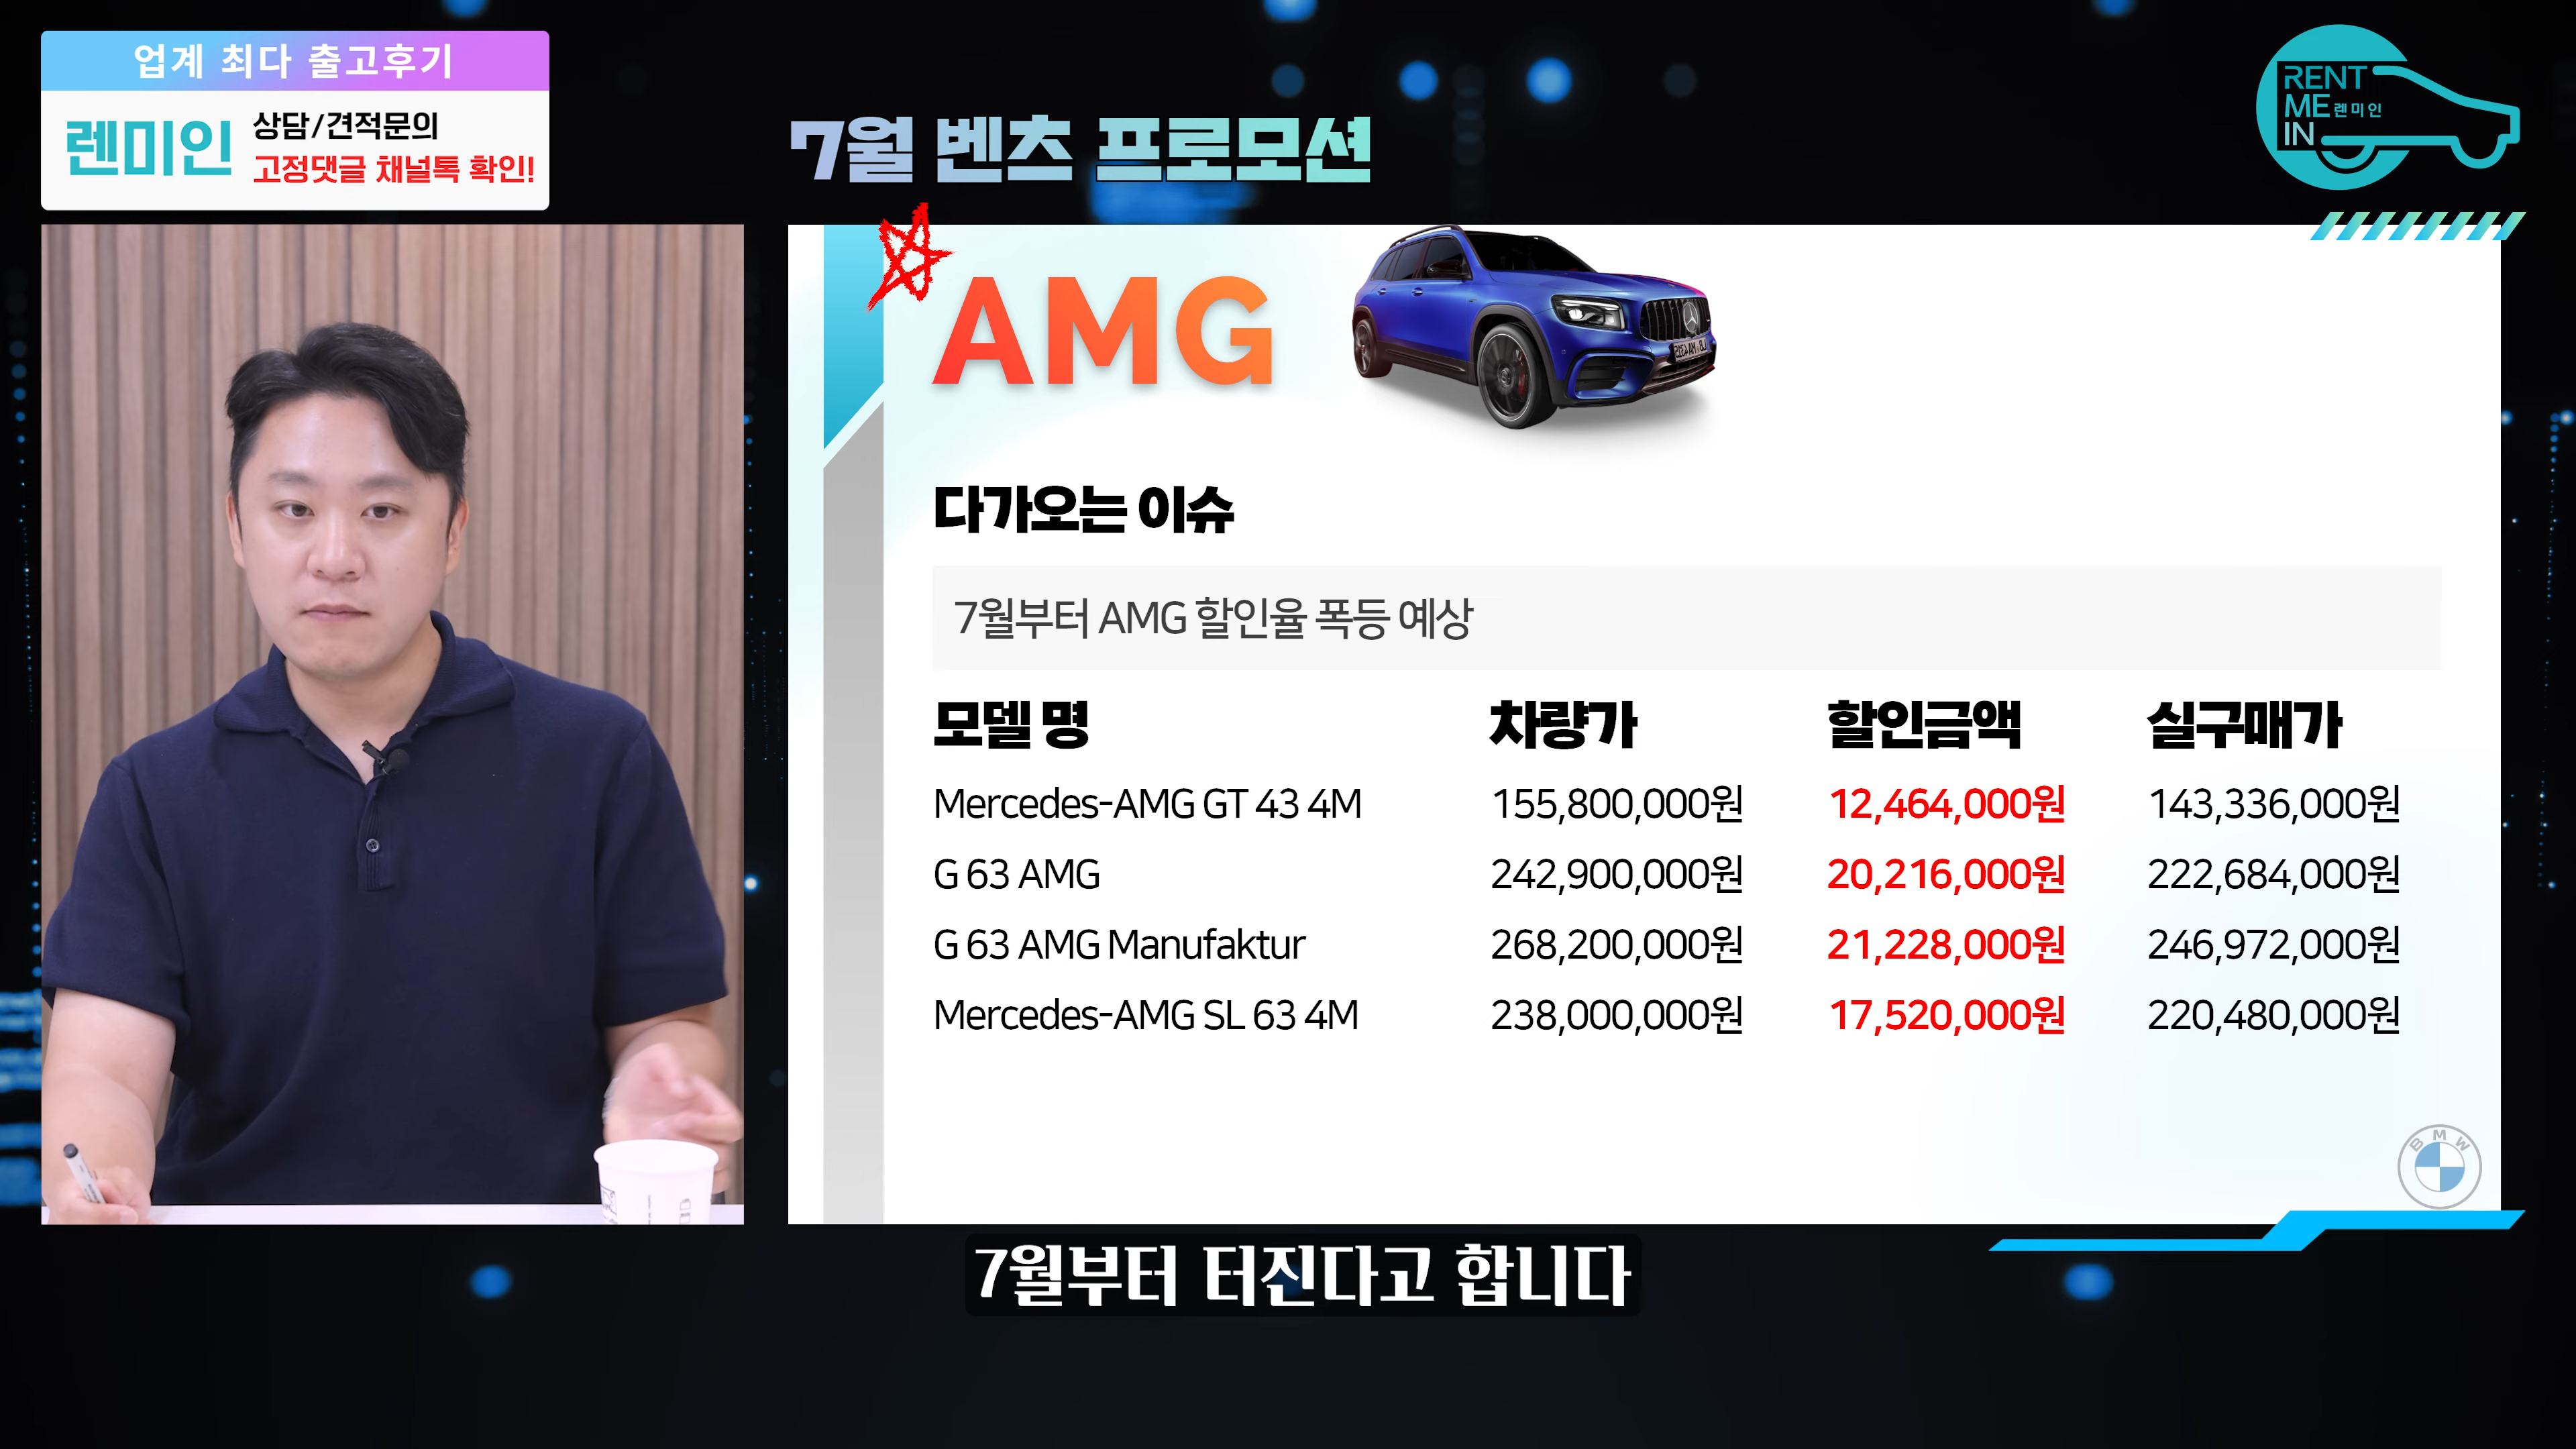 업계 최다 출고후기
렌미인
상담/견적문의
고정댓글 채널톡 확인!
7월 벤츠 프로모션
RENT
ME 렌미인
IN
AMG
다가오는 이슈
7월부터 AMG 할인율 폭등 예상
모델 명 차량가 할인금액 실구매가
Mercedes-AMG GT 43 4M 155,800,000원 12,464,000원 143,336,000원
G 63 AMG 242,900,000원 20,216,000원 222,684,000원
G 63 AMG Manufaktur 268,200,000원 21,228,000원 246,972,000원
Mercedes-AMG SL 63 4M 238,000,000원 17,520,000원 220,480,000원
BMW
7월부터 터진다고 합니다